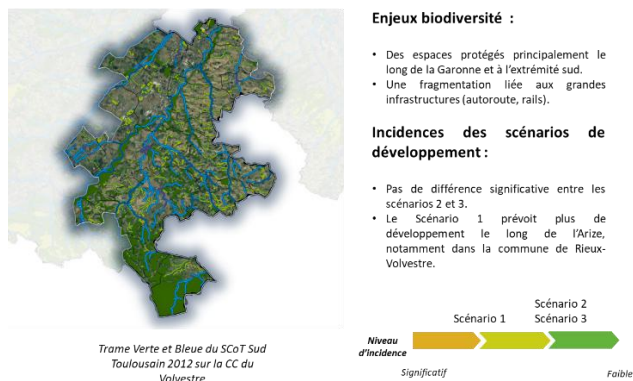 Enjeux biodiversité :
• Des espaces protégés principalement le
long de la Garonne et à l'extrémité sud.
• Une fragmentation liée aux grandes
infrastructures (autoroute, rails).
Incidences des scénarios de
développement :
• Pas de différence significative entre les
scénarios 2 et 3.
• Le Scénario 1 prévoit plus de
développement le long de l'Arize,
notamment dans la commune de Rieux-
Volvestre.
Scénario 2
Scénario 1 Scénario 3
Niveau
d'incidence
Significatif Faible
Trame Verte et Bleue du SCoT Sud
Toulousain 2012 sur la CC du
Volvestre